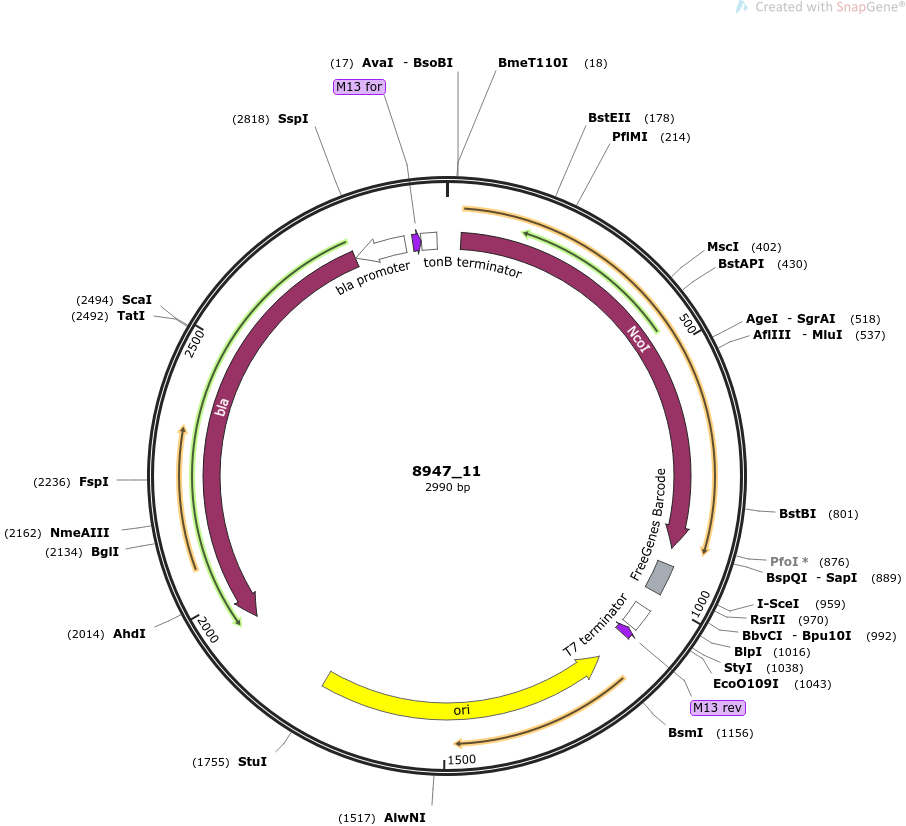 Created with SnapGene®
(17) AvaI - BsoBI
BmeT110I (18)
M13 for
(2818) SspI
BstEII (178)
PflMI (214)
MscI (402)
BstAPI (430)
tonB terminator
bla promoter
(2494) ScaI
(2492) TatI
AgeI - SgrAI (518)
AflIII - MluI (537)
500
2500
NcoI
bla
8947_11
2990 bp
(2236) FspI
FreeGenes Barcode
BstBI (801)
(2162) NmeAIII
(2134) BglI
PfoI * (876)
BspQI - SapI (889)
I-SceI (959)
1000
RsrII (970)
T7 terminator
(2014) AhdI
2000
BbvCI - Bpu10I (992)
BlpI (1016)
StyI (1038)
EcoO109I (1043)
M13 rev
ori
BsmI (1156)
(1755) StuI
1500
(1517) AlwNI